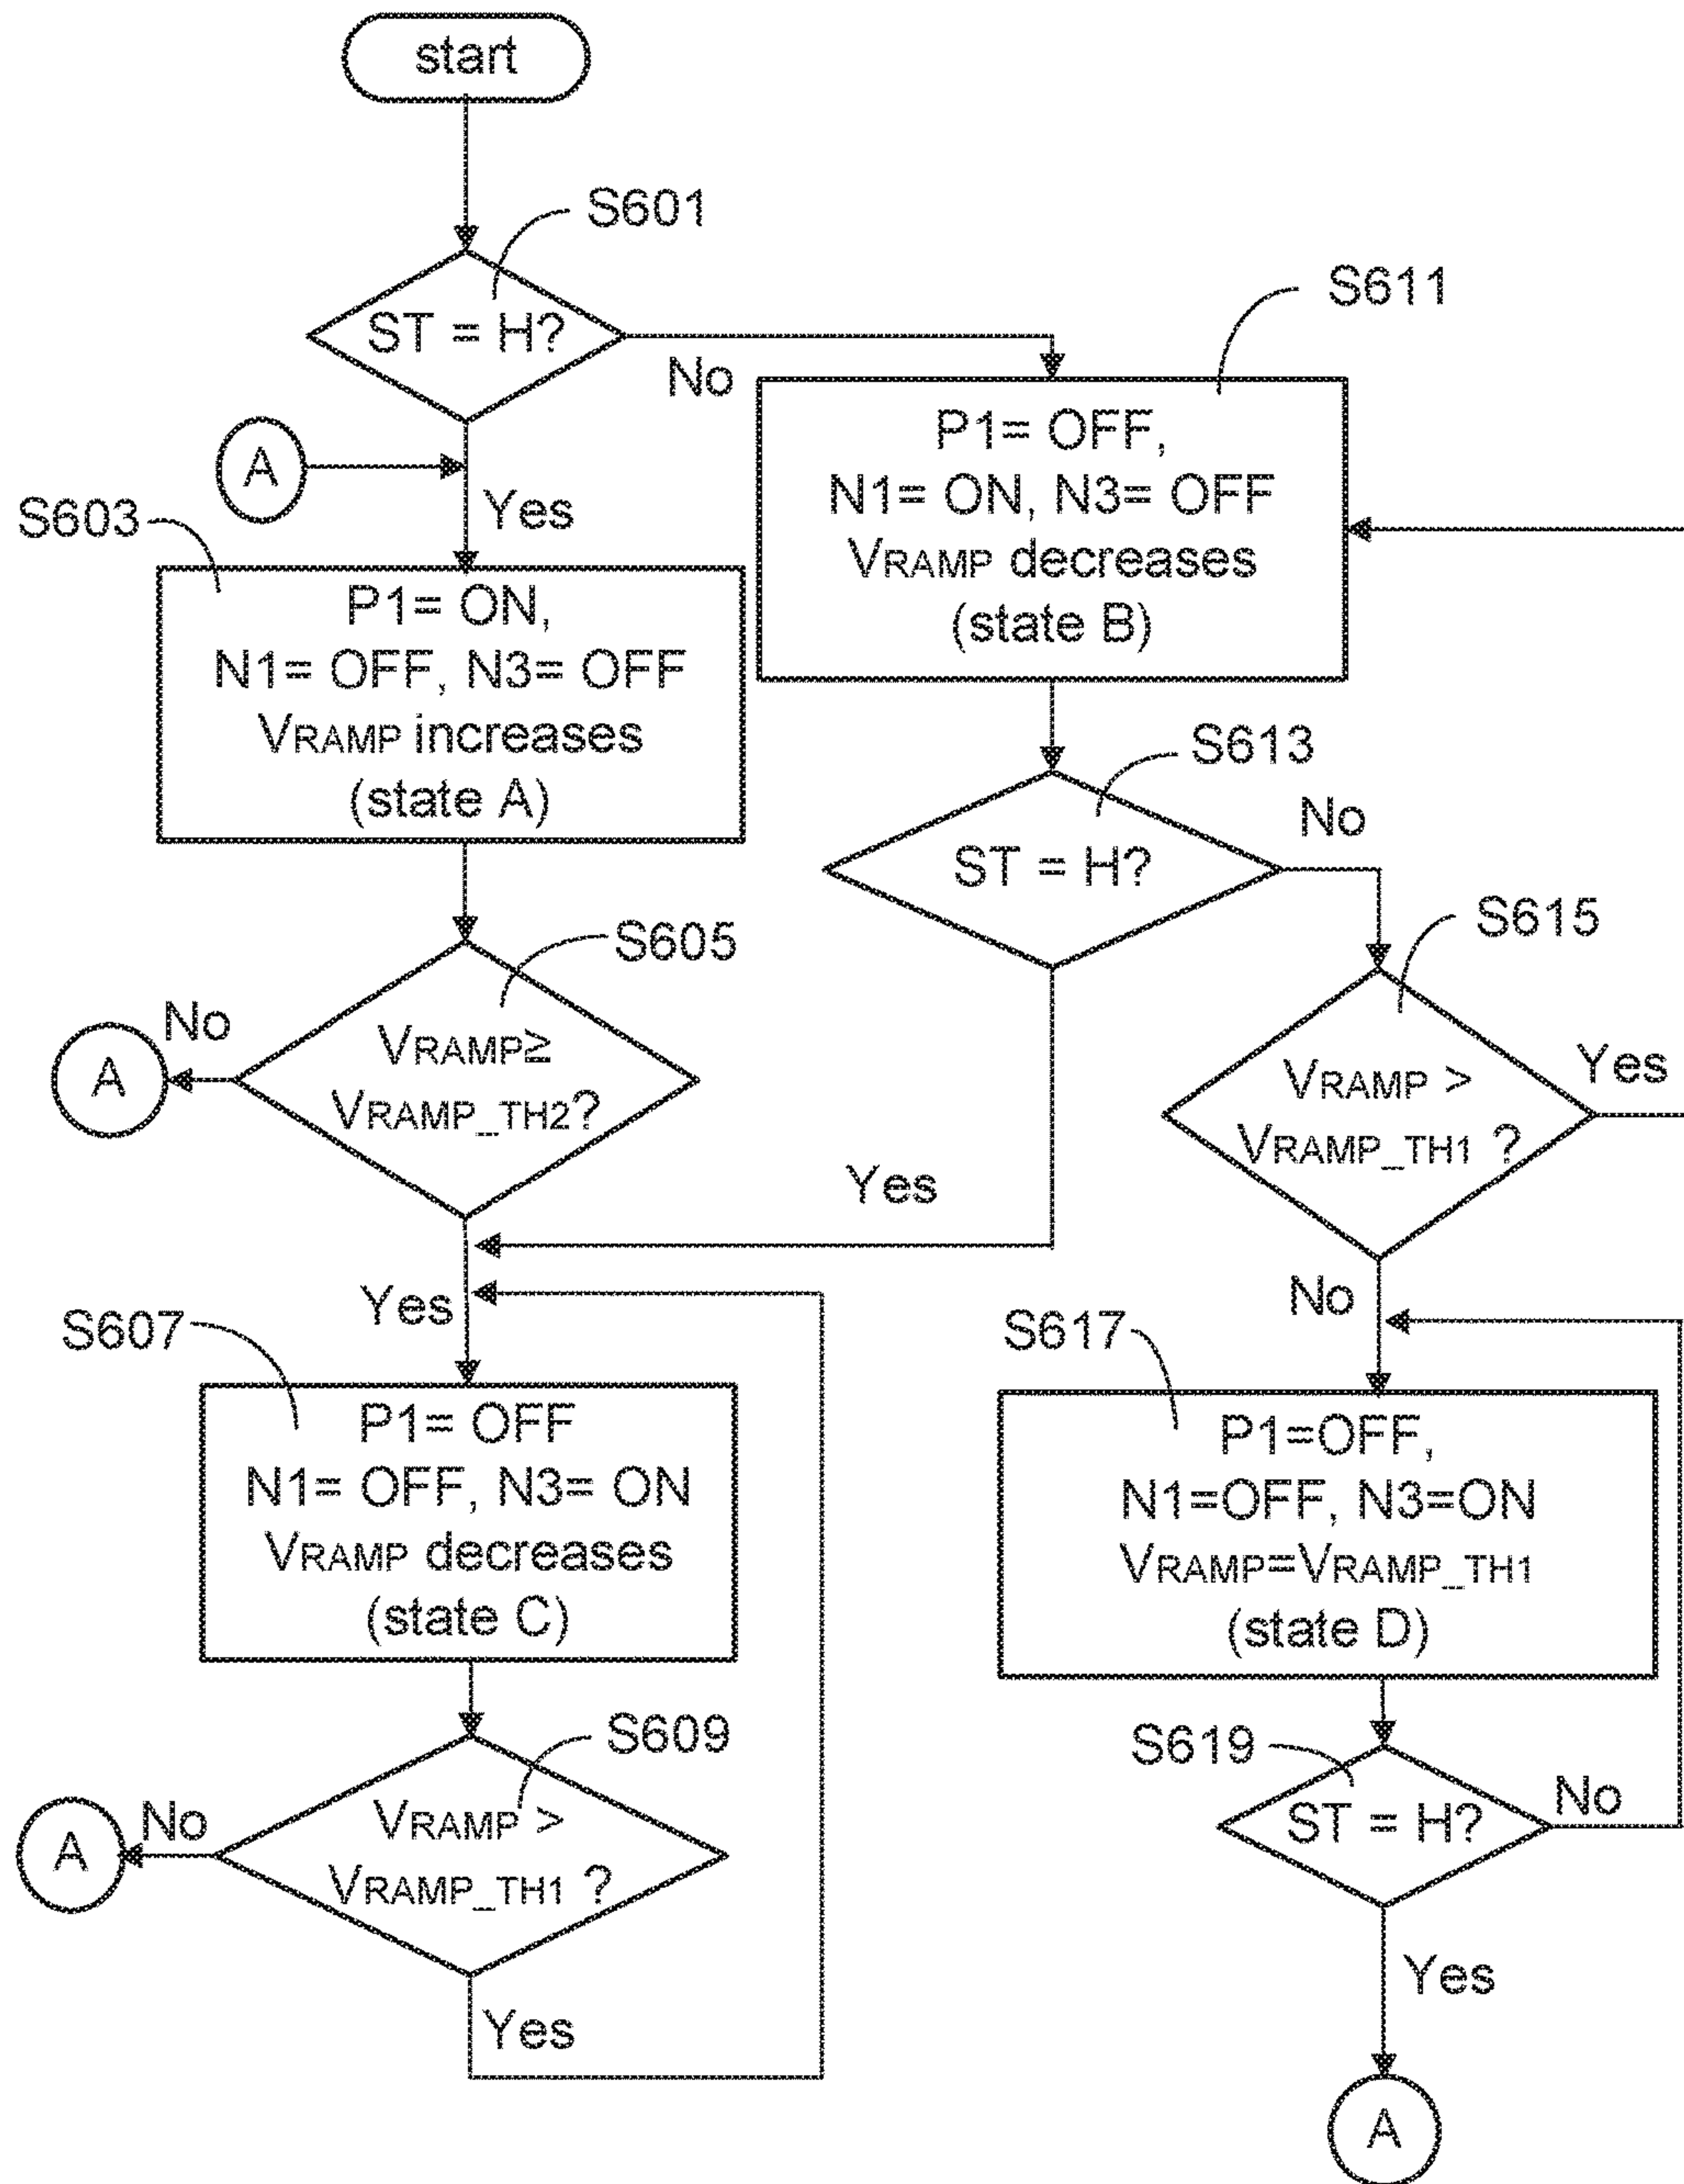 start
S601
ST = H?
No
A
Yes
S603
P1= ON,
N1= OFF, N3= OFF
VRAMP increases
(state A)
S605
VRAMP≥
VRAMP_TH2?
No
A
Yes
S607
P1= OFF
N1= OFF, N3= ON
VRAMP decreases
(state C)
S609
VRAMP >
VRAMP_TH1 ?
No
A
Yes
S611
P1= OFF,
N1= ON, N3= OFF
VRAMP decreases
(state B)
S613
ST = H?
No
Yes
S615
VRAMP >
VRAMP_TH1 ?
Yes
No
S617
P1=OFF,
N1=OFF, N3=ON
VRAMP=VRAMP_TH1
(state D)
S619
ST = H?
No
Yes
A